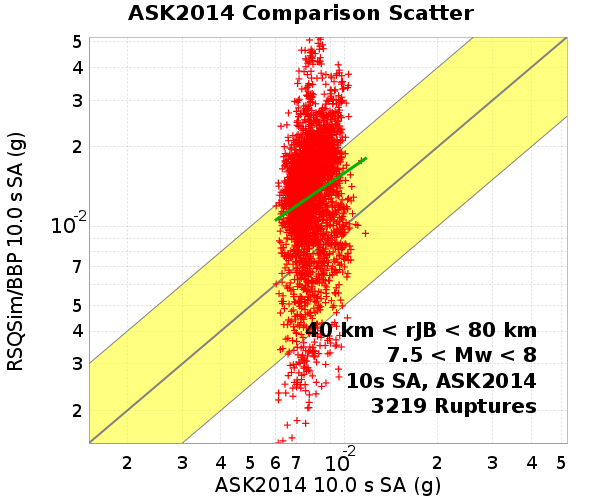 ASK2014 Comparison Scatter
RSQSim/BBP 10.0 s SA (g)
5
4
3
2
10-2
7
5
4
3
2
40 km < rJB < 80 km
7.5 < Mw < 8
10s SA, ASK2014
3219 Ruptures
2 3 4 5 6 7 10-2 2 3 4 5
ASK2014 10.0 s SA (g)